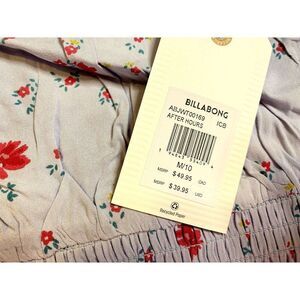 BILLABONG
ABJWT00169
AFTER HOURS ICB
M/10
MSRP $49.95 CAD
MSRP $39.95 USD
Recycled Paper